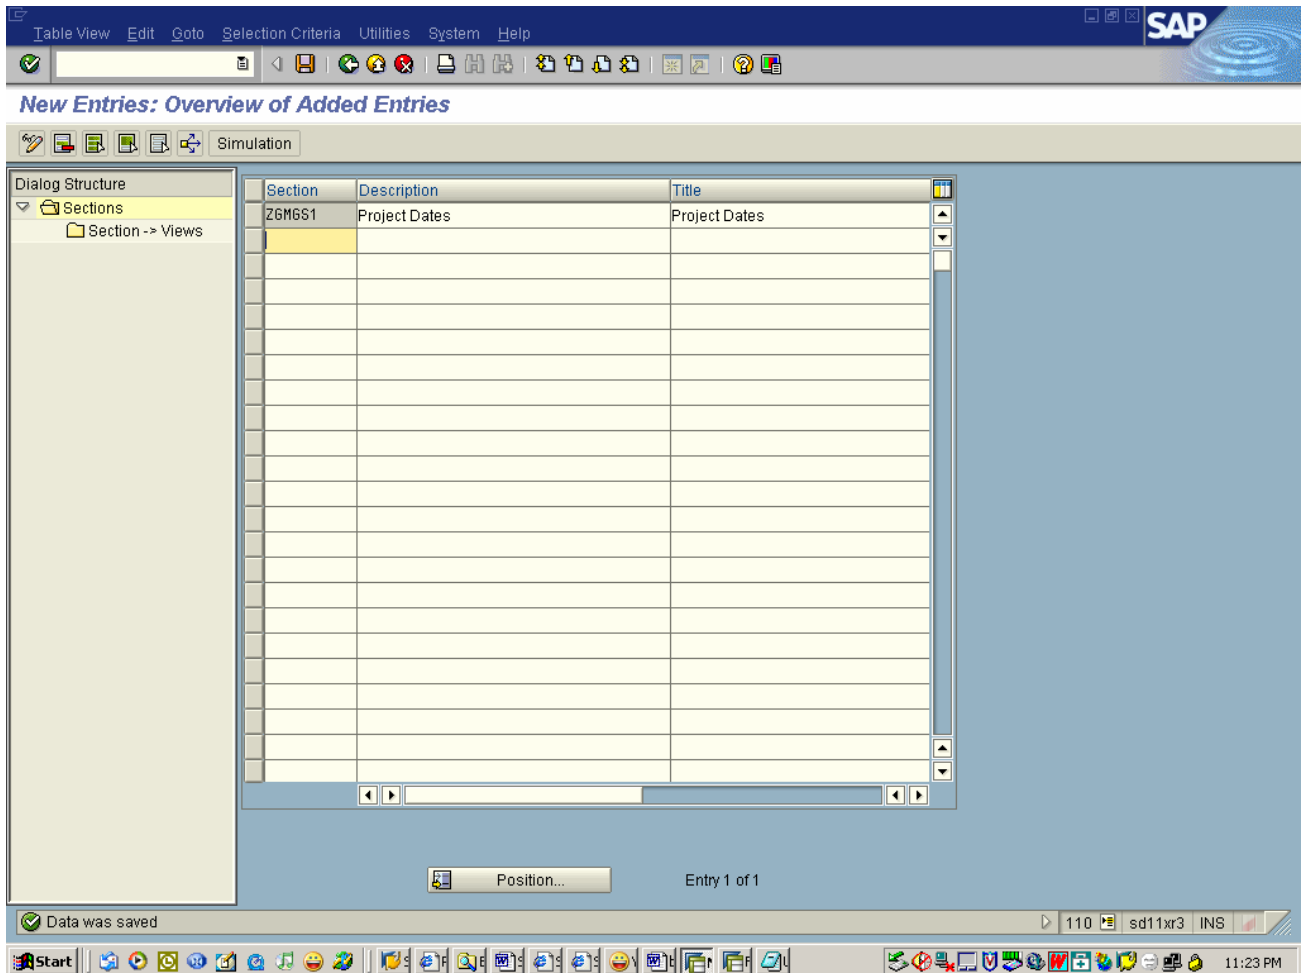 Table View Edit Goto Selection Criteria Utilities System Help
SAP
New Entries: Overview of Added Entries
Simulation
Dialog Structure
Sections
Section -> Views
Section Description Title
ZGMGS1 Project Dates Project Dates
Position... Entry 1 of 1
Data was saved
110 sd11xr3 INS
Start 11:23 PM